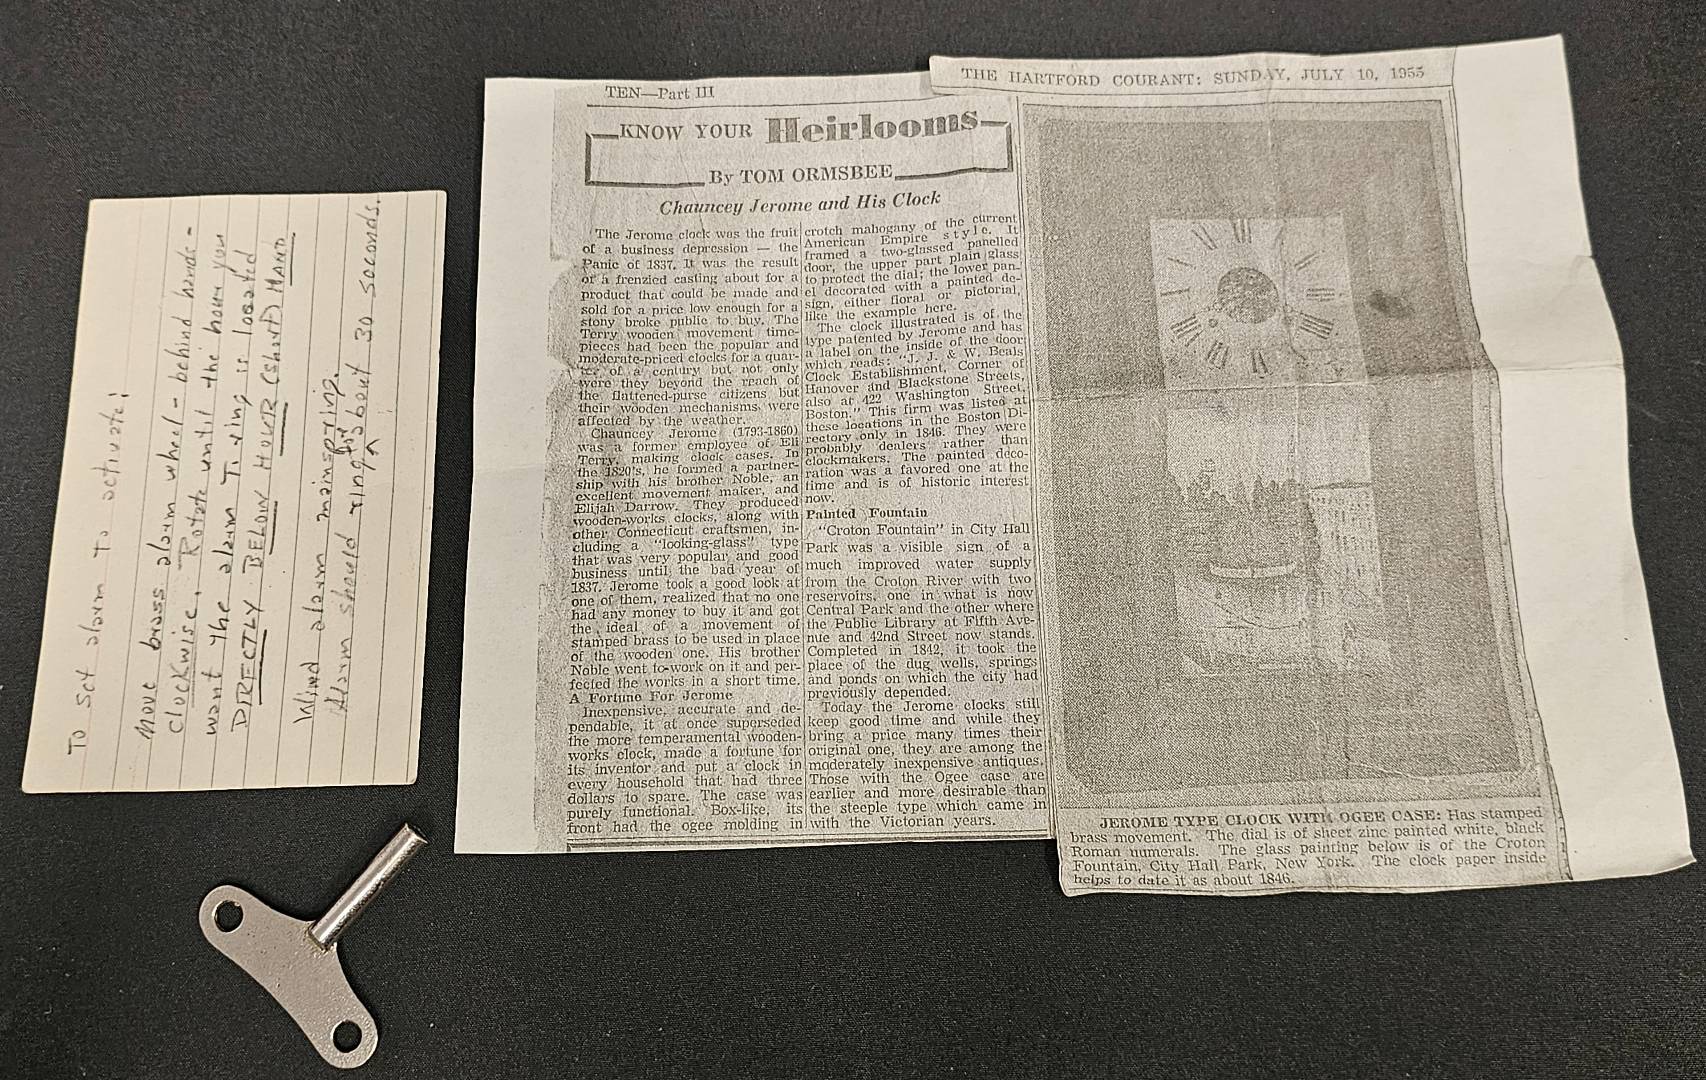 To set alarm to activate:
Move brass alarm wheel - behind hands -
clockwise. Rotate until the hour you
want the alarm to ring is located
DIRECTLY BELOW HOUR (short) HAND
Wind alarm mainspring.
Alarm should ring for about 30 seconds.
TEN—Part III
KNOW YOUR Heirlooms
By TOM ORMSBEE
Chauncey Jerome and His Clock
The Jerome clock was the fruit
of a business depression — the
Panic of 1837. It was the result
of a frenzied casting about for a
product that could be made and
sold for a price low enough for a
stony broke public to buy. The
Terry wooden movement time-
pieces had been the popular and
moderate-priced clocks for a quar-
ter of a century but not only
were they beyond the reach of
the flattened-purse citizens but
their wooden mechanisms were
affected by the weather.
Chauncey Jerome (1793-1860)
was a former employee of Eli
Terry, making clock cases. In
the 1820's, he formed a partner-
ship with his brother Noble, an
excellent movement maker, and
Elijah Darrow. They produced
wooden-works clocks, along with
other Connecticut craftsmen, in-
cluding a "looking-glass" type
that was very popular and good
business until the bad year of
1837. Jerome took a good look at
one of them, realized that no one
had any money to buy it and got
the ideal of a movement of
stamped brass to be used in place
of the wooden one. His brother
Noble went to work on it and per-
fected the works in a short time.
A Fortune For Jerome
Inexpensive, accurate and de-
pendable, it at once superseded
the more temperamental wooden-
works clock, made a fortune for
its inventor and put a clock in
every household that had three
dollars to spare. The case was
purely functional. Box-like, its
front had the ogee molding in
crotch mahogany of the current
American Empire style. It
framed a two-glassed panelled
door, the upper part plain glass
to protect the dial; the lower pan-
el decorated with a painted de-
sign, either floral or pictorial,
like the example here.
The clock illustrated is of the
type patented by Jerome and has
a label on the inside of the door
which reads: "J. J. & W. Beals
Clock Establishment, Corner of
Hanover and Blackstone Streets,
also at 422 Washington Street,
Boston." This firm was listed at
these locations in the Boston Di-
rectory only in 1846. They were
probably dealers rather than
clockmakers. The painted deco-
ration was a favored one at the
time and is of historic interest
now.
Painted Fountain
"Croton Fountain" in City Hall
Park was a visible sign of a
much improved water supply
from the Croton River with two
reservoirs, one in what is now
Central Park and the other where
the Public Library at Fifth Ave-
nue and 42nd Street now stands.
Completed in 1842, it took the
place of the dug wells, springs
and ponds on which the city had
previously depended.
Today the Jerome clocks still
keep good time and while they
bring a price many times their
original one, they are among the
moderately inexpensive antiques.
Those with the Ogee case are
earlier and more desirable than
the steeple type which came in
with the Victorian years.
THE HARTFORD COURANT: SUNDAY, JULY 10, 1955
JEROME TYPE CLOCK WITH OGEE CASE: Has stamped
brass movement. The dial is of sheet zinc painted white, black
Roman numerals. The glass painting below is of the Croton
Fountain, City Hall Park, New York. The clock paper inside
helps to date it as about 1846.